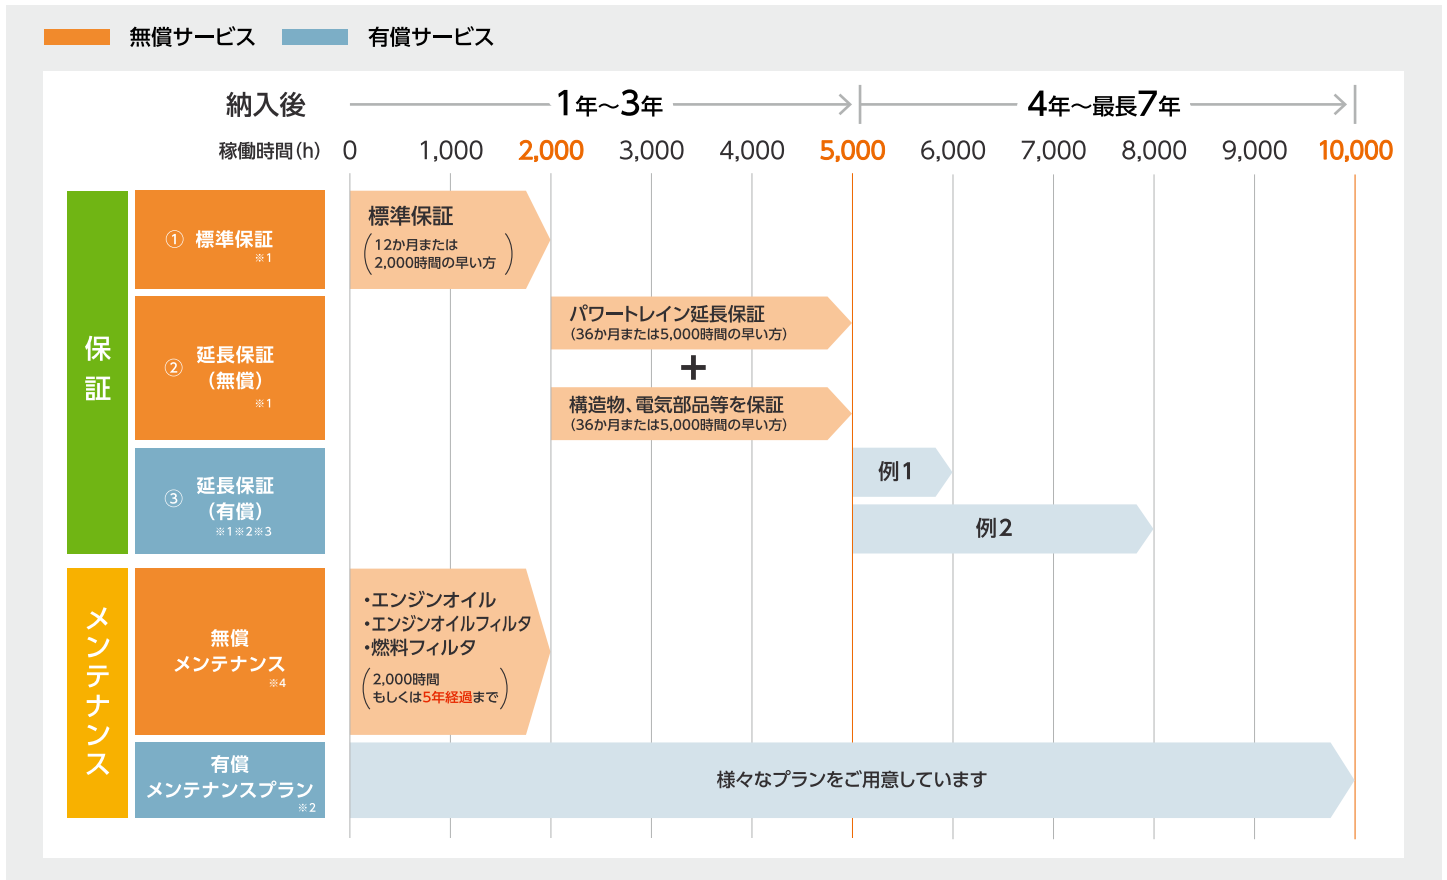 無償サービス
有償サービス
納入後
1年～3年
4年～最長7年
稼働時間(h)
0
1,000
2,000
3,000
4,000
5,000
6,000
7,000
8,000
9,000
10,000
保証
① 標準保証
※1
標準保証
(12か月または
2,000時間の早い方)
② 延長保証
(無償)
※1
パワートレイン延長保証
(36か月または5,000時間の早い方)
+
構造物、電気部品等を保証
(36か月または5,000時間の早い方)
③ 延長保証
(有償)
※1※2※3
例1
例2
メンテナンス
無償
メンテナンス
※4
・エンジンオイル
・エンジンオイルフィルタ
・燃料フィルタ
(2,000時間
もしくは5年経過まで)
有償
メンテナンスプラン
※2
様々なプランをご用意しています